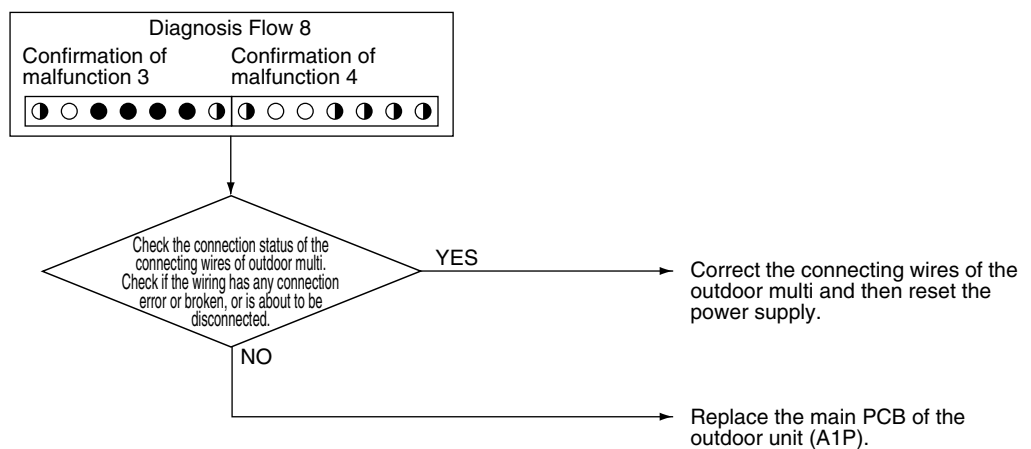 Diagnosis Flow 8
Confirmation of
malfunction 3
Confirmation of
malfunction 4
Check the connection status of the
connecting wires of outdoor multi.
Check if the wiring has any connection
error or broken, or is about to be
disconnected.
YES
Correct the connecting wires of the
outdoor multi and then reset the
power supply.
NO
Replace the main PCB of the
outdoor unit (A1P).